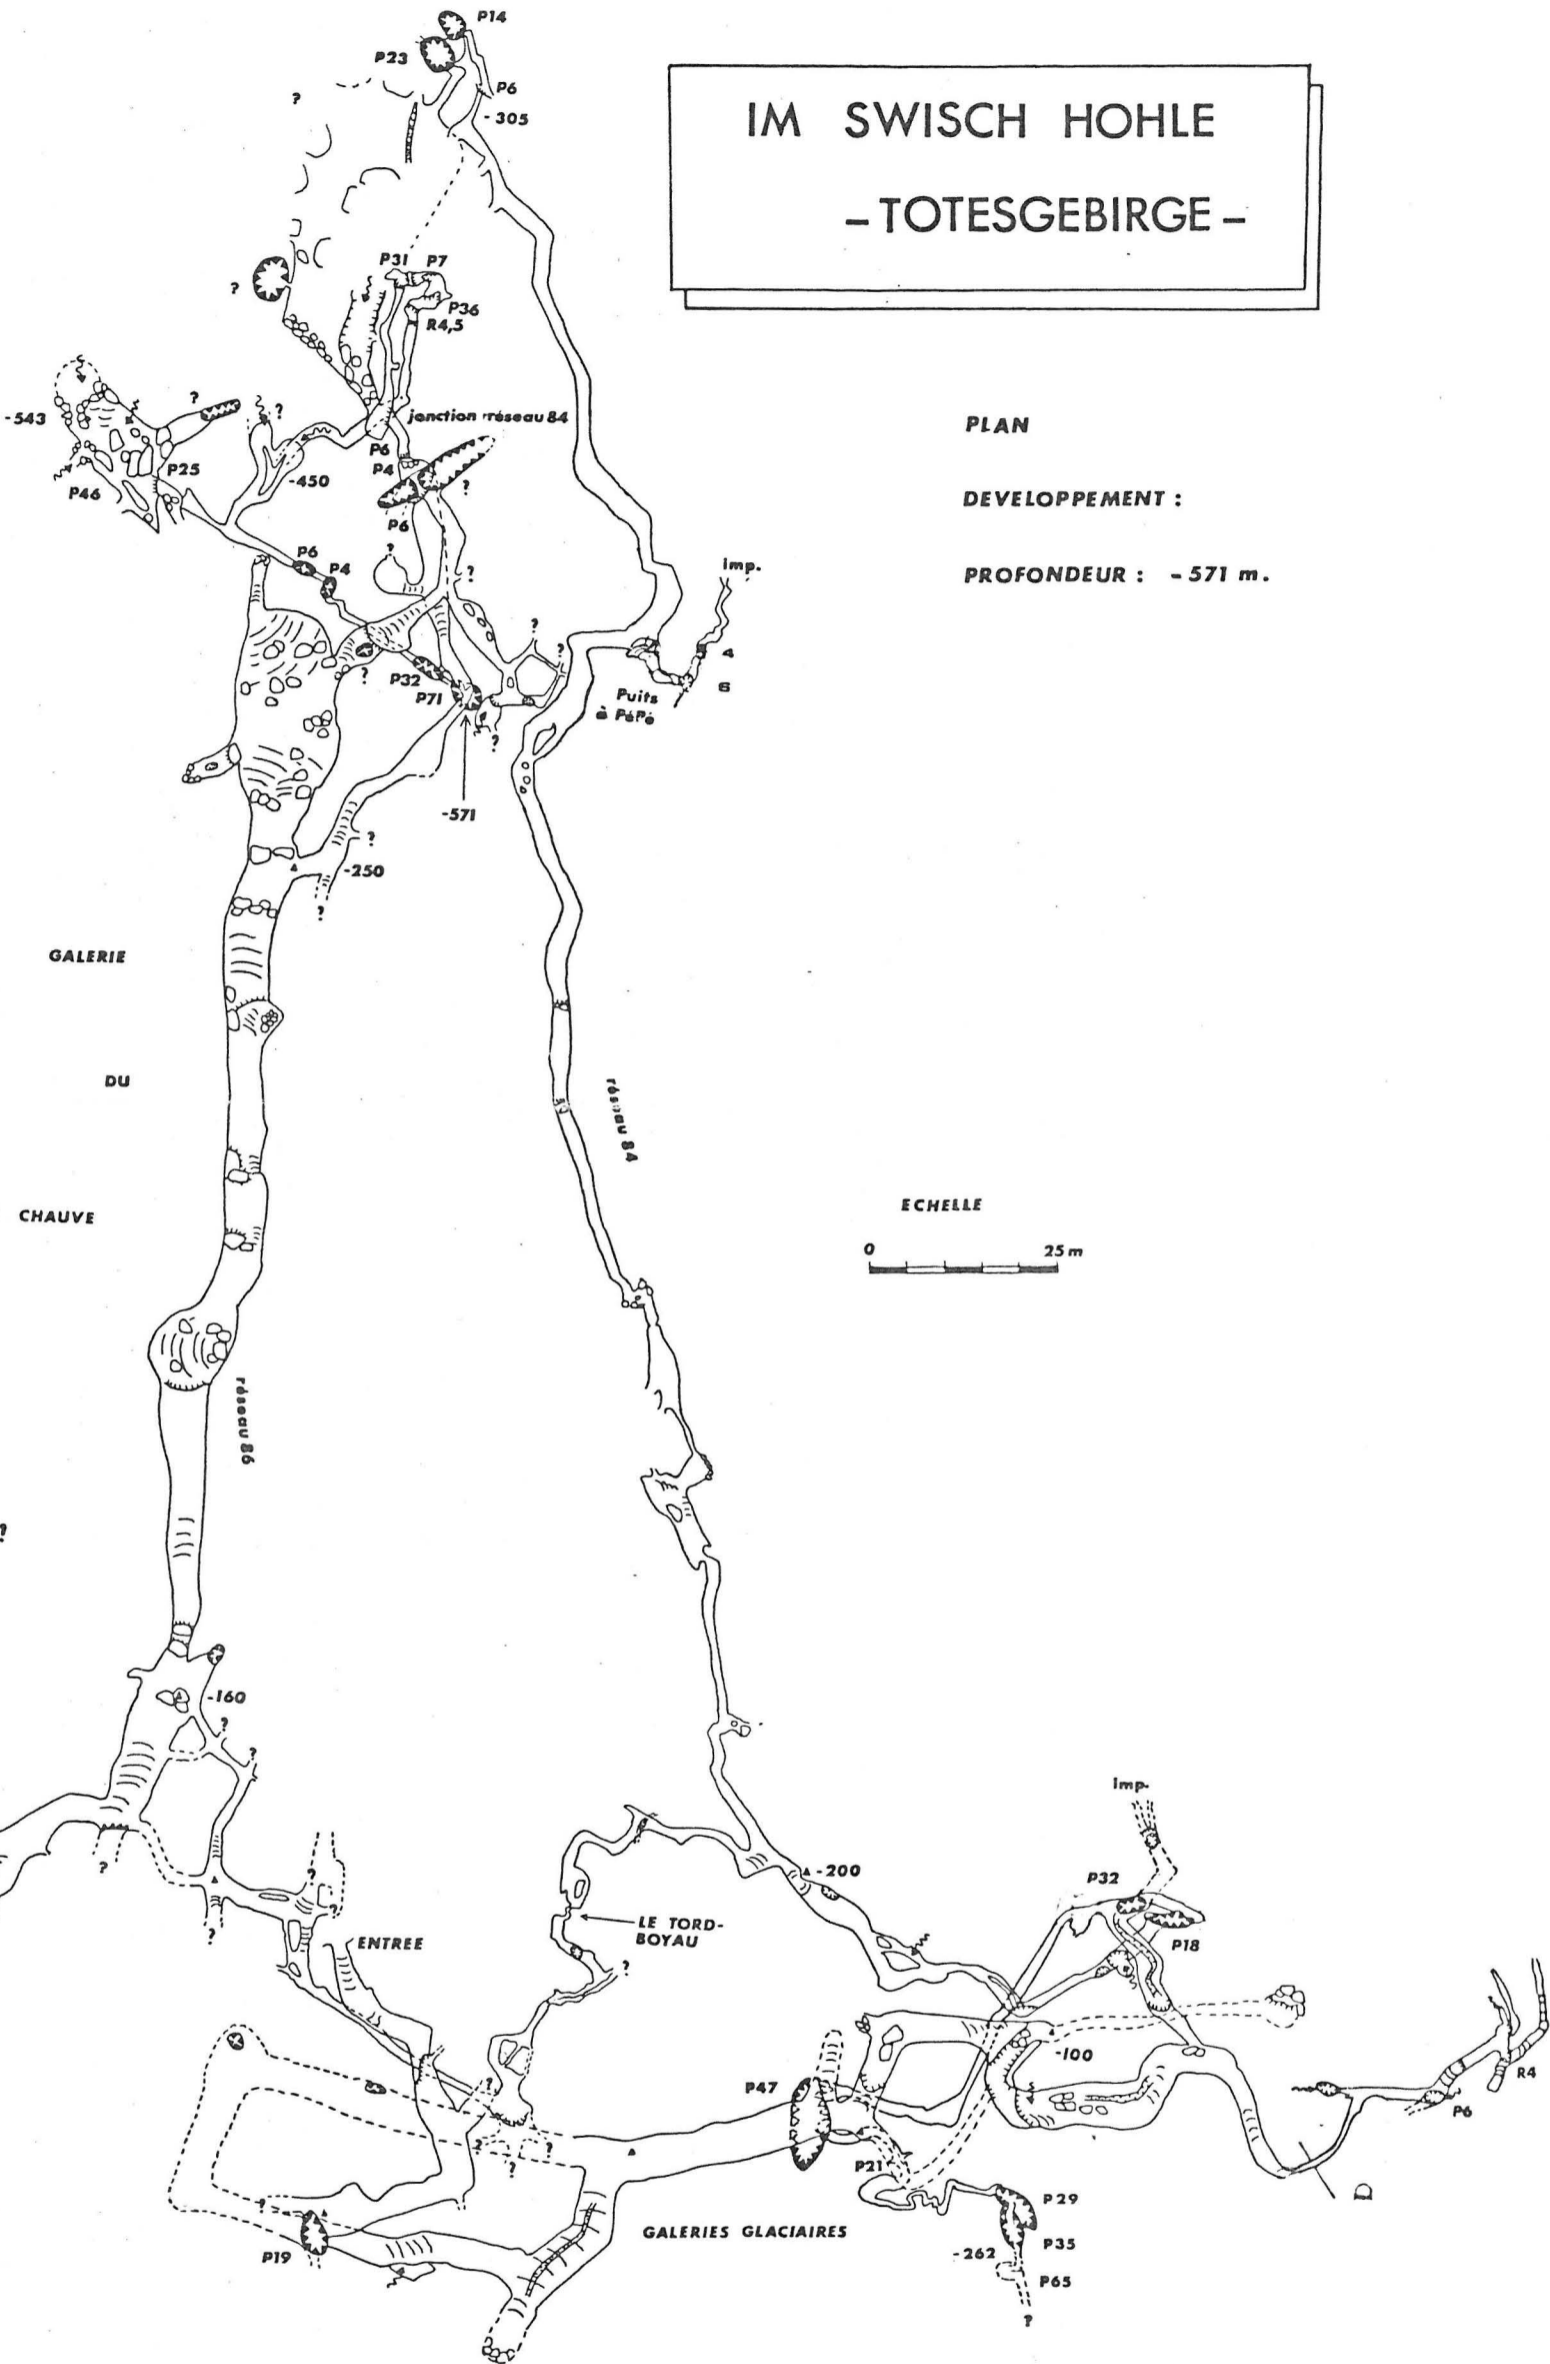 IM SWISCH HOHLE
- TOTESGEBIRGE -
PLAN
DEVELOPPEMENT :
PROFONDEUR : - 571 m.
P14
P23
P6
?
- 305
P31 P7
?
P36
R4,5
-543
?
?
jonction réseau 84
P6
P4
P25
-450
?
P46
P6
P6
P4
?
?
imp.
?
?
4
?
P32
6
P71
Puits
à Pépé
?
-571
?
-250
?
GALERIE
DU
CHAUVE
réseau 84
ECHELLE
0 25 m
réseau 86
?
-160
?
?
imp.
?
-200
P32
?
?
LE TORD-
BOYAU
P18
?
ENTREE
?
-100
R4
?
P47
P6
?
?
?
P21
D
?
P29
GALERIES GLACIAIRES
P35
P19
-262
P65
?